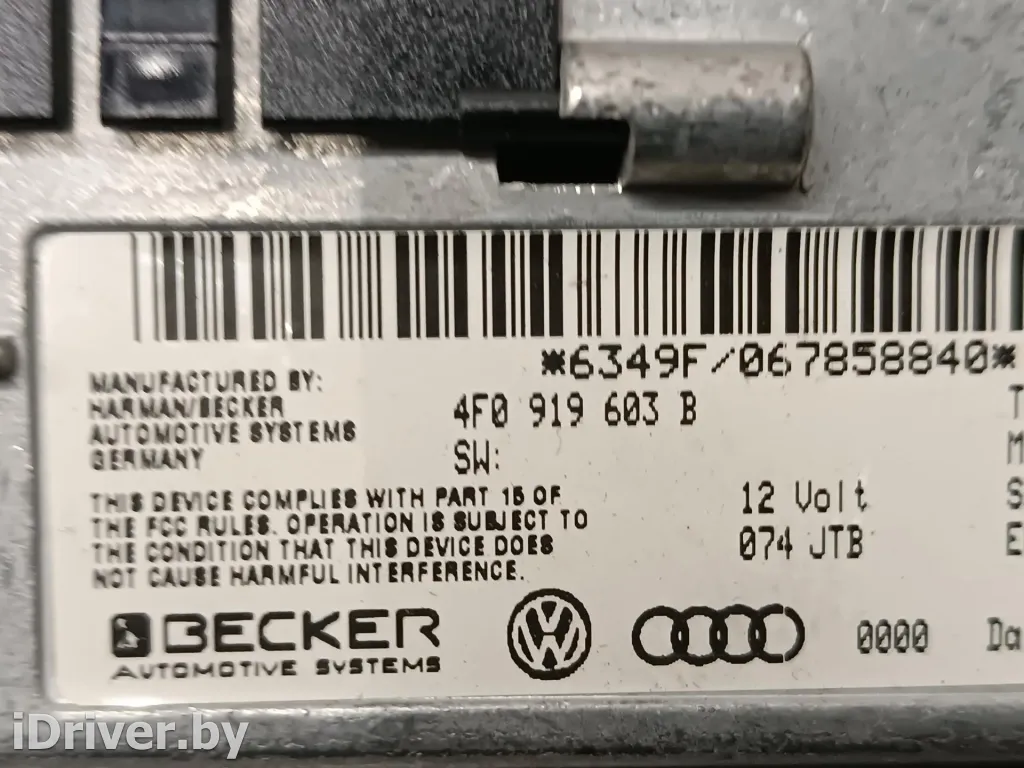 *6349F/067858840*
MANUFACTURED BY:
HARMAN/BECKER
AUTOMOTIVE SYSTEMS
GERMANY
4F0 919 603 B
SW:
THIS DEVICE COMPLIES WITH PART 15 OF
THE FCC RULES. OPERATION IS SUBJECT TO
THE CONDITION THAT THIS DEVICE DOES
NOT CAUSE HARMFUL INTERFERENCE.
12 Volt
074 JTB
T
M
S
E
BECKER
AUTOMOTIVE SYSTEMS
VW
0000 Da
iDriver.by